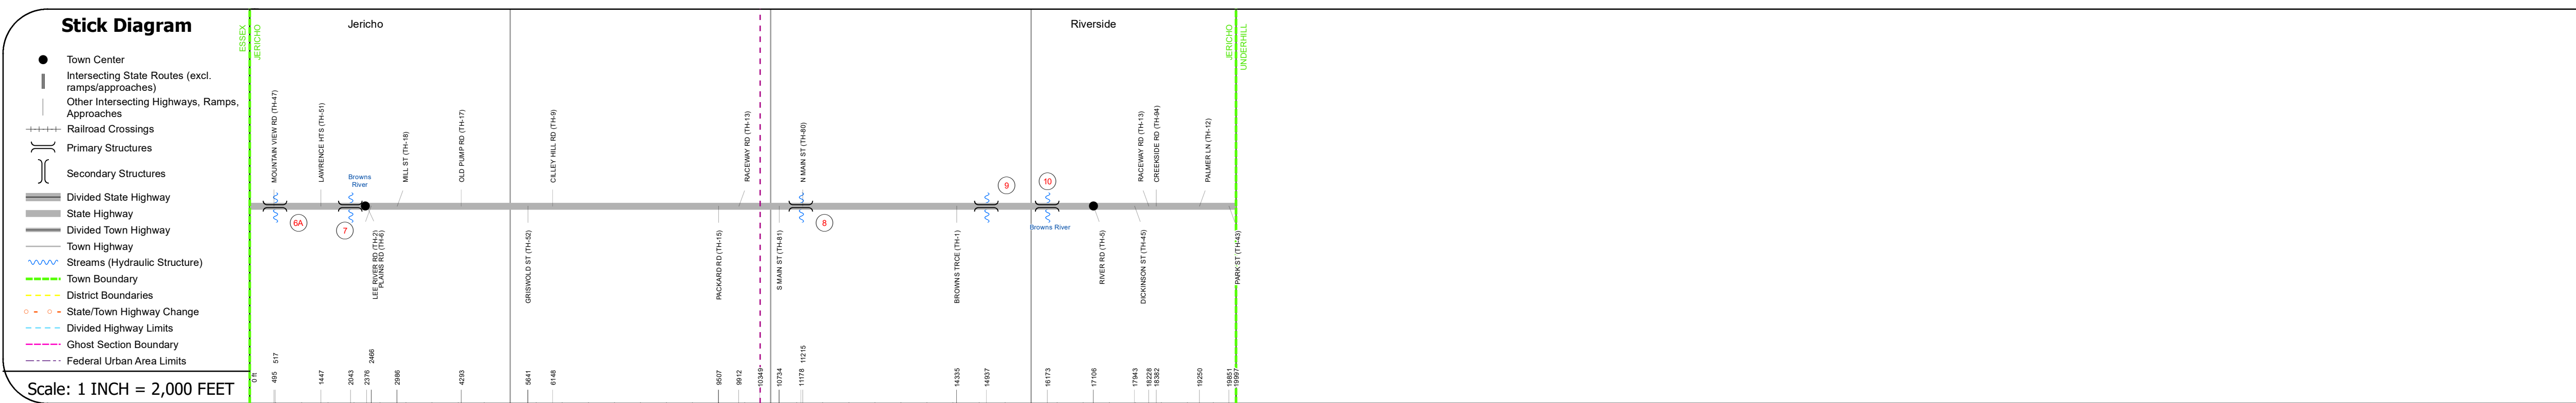 Stick Diagram
Town Center
Intersecting State Routes (excl.
ramps/approaches)
Other Intersecting Highways, Ramps,
Approaches
Railroad Crossings
Primary Structures
Secondary Structures
Divided State Highway
State Highway
Divided Town Highway
Town Highway
Streams (Hydraulic Structure)
Town Boundary
District Boundaries
State/Town Highway Change
Divided Highway Limits
Ghost Section Boundary
Federal Urban Area Limits
Scale: 1 INCH = 2,000 FEET
ESSEX
JERICHO
Jericho
Riverside
JERICHO
UNDERHILL
MOUNTAIN VIEW RD (TH-47)
LAWRENCE HTS (TH-51)
Browns
River
MILL ST (TH-18)
OLD PUMP RD (TH-17)
CILLEY HILL RD (TH-9)
RACEWAY RD (TH-13)
N MAIN ST (TH-80)
9
10
RACEWAY RD (TH-13)
CREEKSIDE RD (TH-94)
PALMER LN (TH-12)
6A
7
LEE RIVER RD (TH-2)
PLAINS RD (TH-6)
GRISWOLD ST (TH-52)
PACKARD RD (TH-15)
S MAIN ST (TH-81)
8
BROWNS TRCE (TH-1)
Browns River
RIVER RD (TH-5)
DICKINSON ST (TH-45)
PARK ST (TH-43)
0 ft
495
517
1447
2043
2376
2466
2986
4293
5641
6148
9507
9912
10349
10734
11178
11215
14335
14937
16173
17106
17943
18228
18382
19250
19851
19997